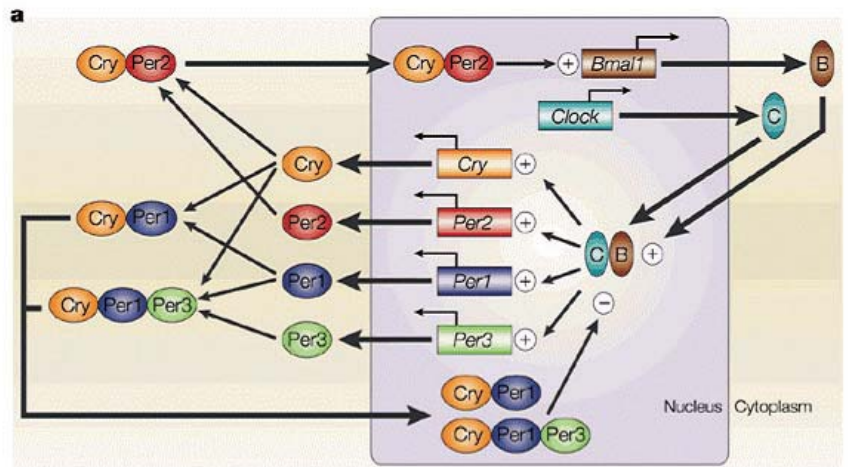 a
Cry Per2
Cry Per2
+ Bmal1
B
Clock
C
Cry
Cry +
Cry Per1
Per2
Per2 +
C B +
Per1
Per1 +
Cry Per1 Per3
−
Per3
Per3 +
Cry Per1
Nucleus Cytoplasm
Cry Per1 Per3